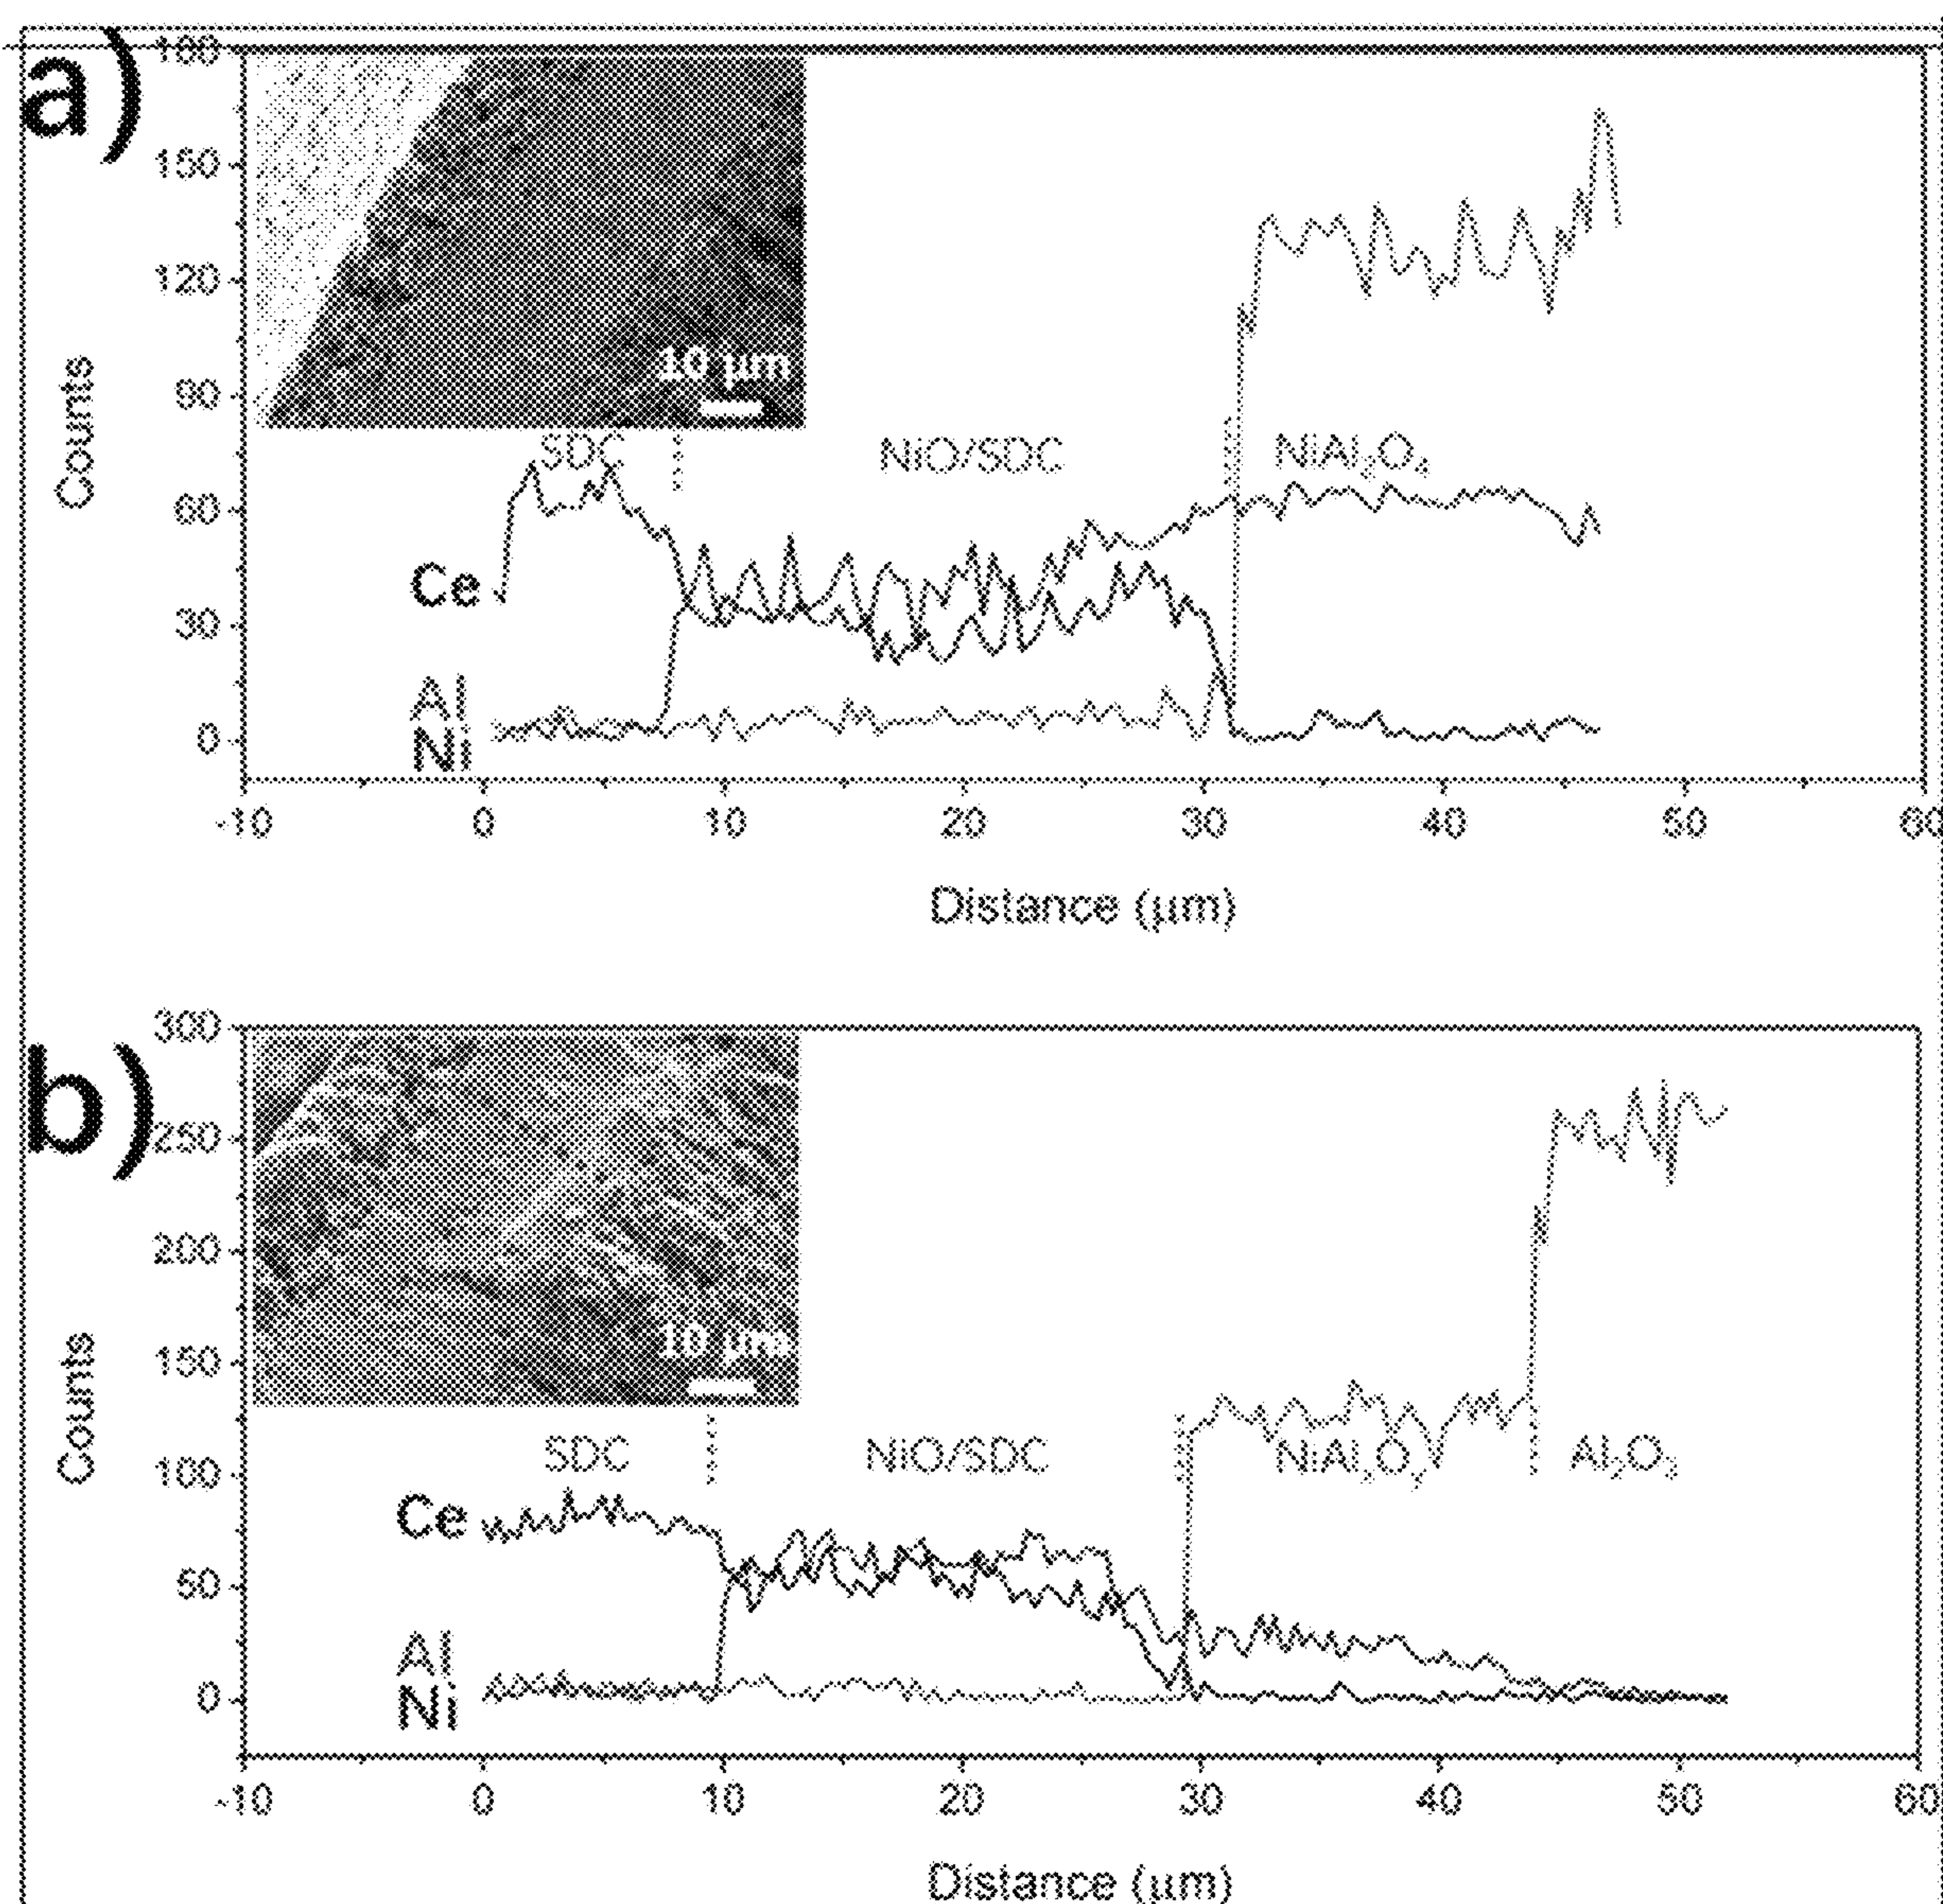 a)
180
150
120
90
60
30
0
Counts
10 µm
SDC
NiO/SDC
NiAl₂O₄
Ce
Al
Ni
-10 0 10 20 30 40 50 60
Distance (µm)
b)
300
250
200
150
100
50
0
Counts
10 µm
SDC
NiO/SDC
NiAlₓOᵧ
Al₂O₃
Ce
Al
Ni
-10 0 10 20 30 40 50 60
Distance (µm)